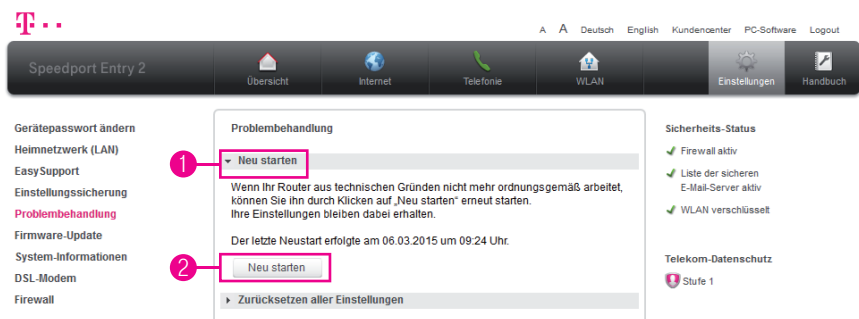 T
A A Deutsch English Kundencenter PC-Software Logout
Speedport Entry 2
Übersicht Internet Telefonie WLAN Einstellungen Handbuch
Gerätepasswort ändern
Heimnetzwerk (LAN)
EasySupport
Einstellungssicherung
Problembehandlung
Firmware-Update
System-Informationen
DSL-Modem
Firewall
Problembehandlung
1
Neu starten
Wenn Ihr Router aus technischen Gründen nicht mehr ordnungsgemäß arbeitet,
können Sie ihn durch Klicken auf „Neu starten“ erneut starten.
Ihre Einstellungen bleiben dabei erhalten.
Der letzte Neustart erfolgte am 06.03.2015 um 09:24 Uhr.
2
Neu starten
Zurücksetzen aller Einstellungen
Sicherheits-Status
Firewall aktiv
Liste der sicheren
E-Mail-Server aktiv
WLAN verschlüsselt
Telekom-Datenschutz
Stufe 1